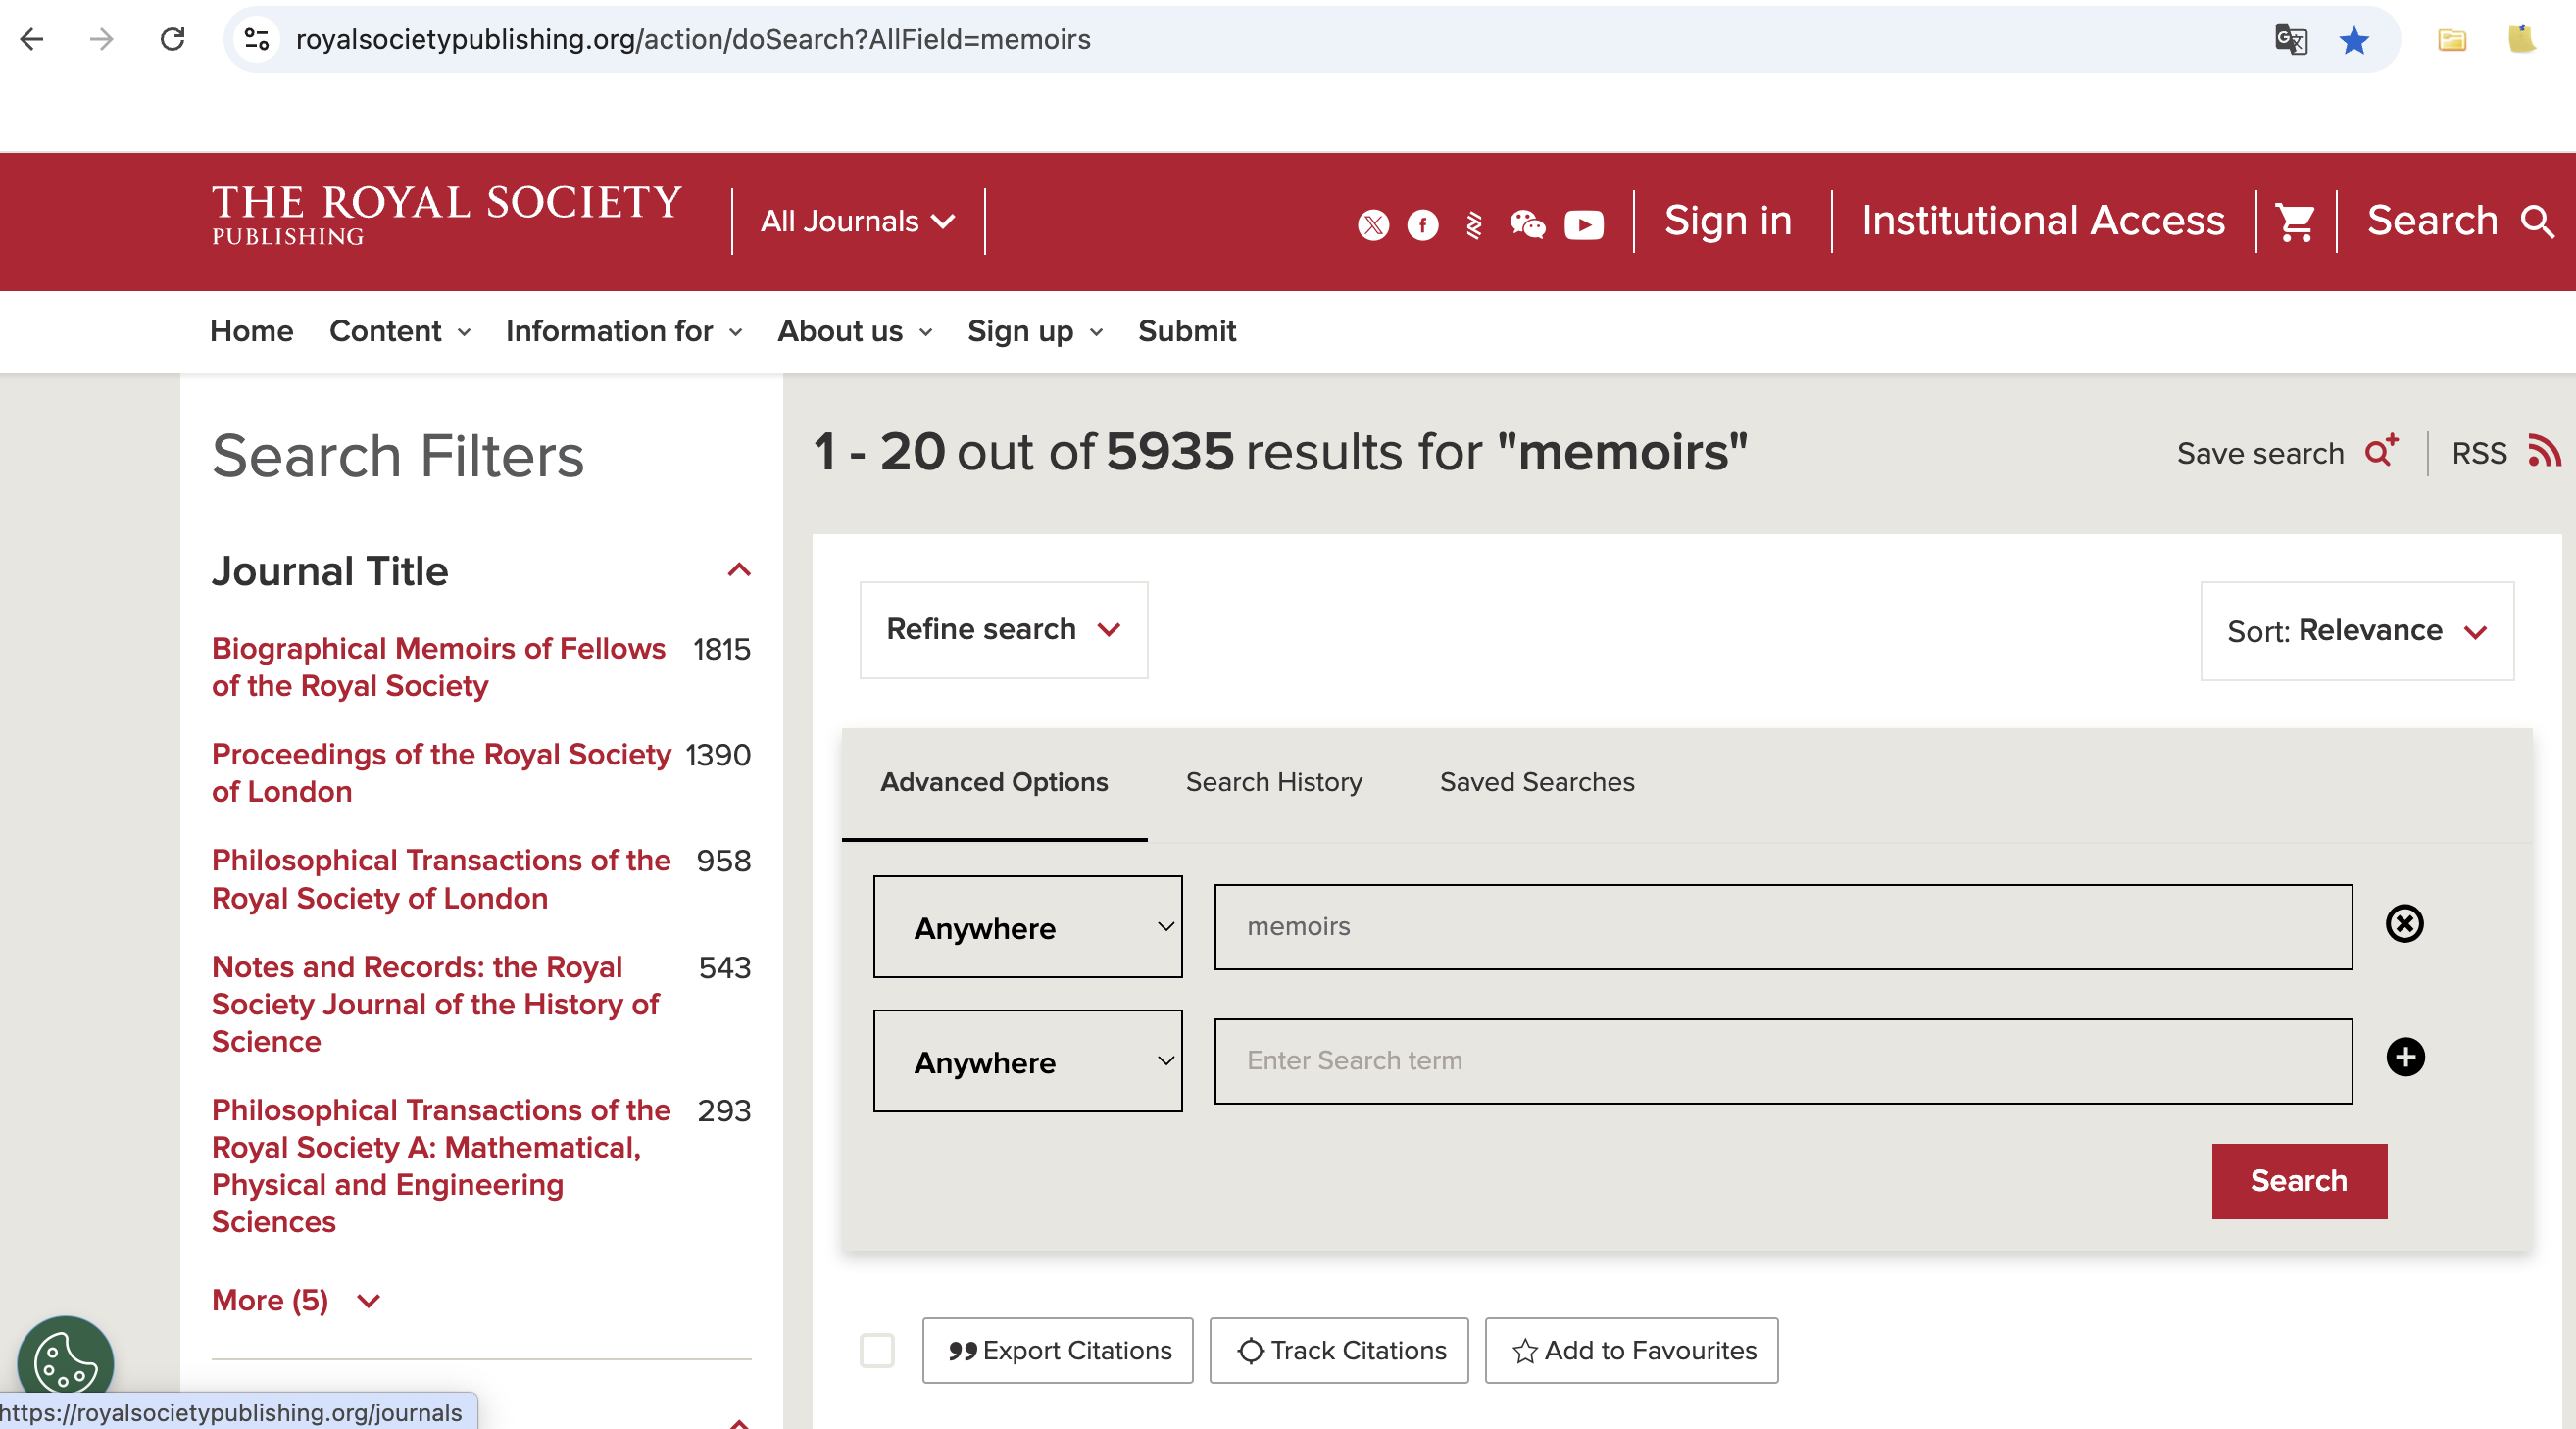 royalsocietypublishing.org/action/doSearch?AllField=memoirs
THE ROYAL SOCIETY
PUBLISHING
All Journals
Sign in
Institutional Access
Search
Home
Content
Information for
About us
Sign up
Submit
Search Filters
Journal Title
Biographical Memoirs of Fellows 1815
of the Royal Society
Proceedings of the Royal Society 1390
of London
Philosophical Transactions of the 958
Royal Society of London
Notes and Records: the Royal 543
Society Journal of the History of
Science
Philosophical Transactions of the 293
Royal Society A: Mathematical,
Physical and Engineering
Sciences
More (5)
1 - 20 out of 5935 results for "memoirs"
Save search
RSS
Refine search
Sort: Relevance
Advanced Options
Search History
Saved Searches
Anywhere
memoirs
Anywhere
Enter Search term
Search
Export Citations
Track Citations
Add to Favourites
https://royalsocietypublishing.org/journals